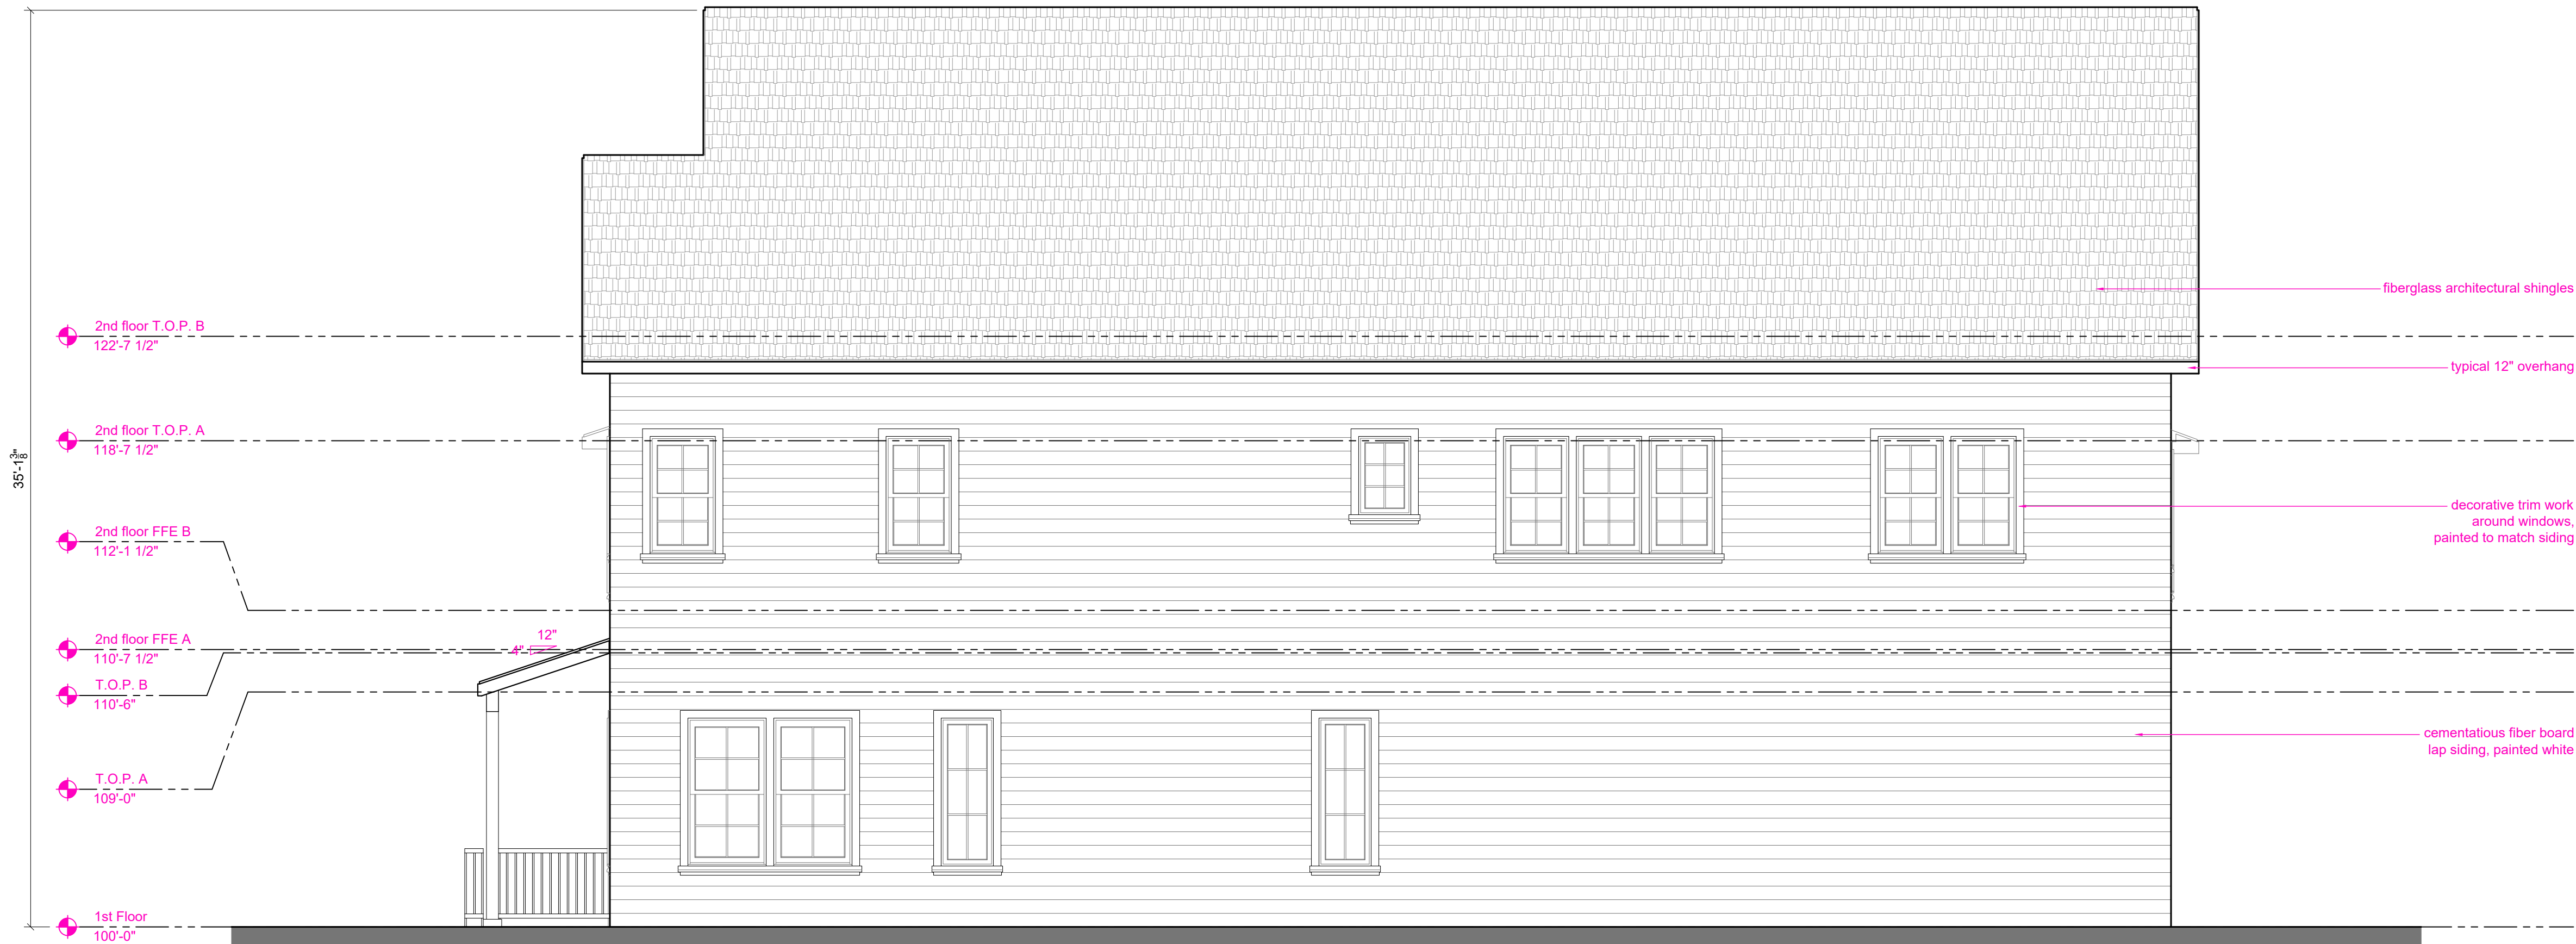 35'-1 3/8"
2nd floor T.O.P. B
122'-7 1/2"
2nd floor T.O.P. A
118'-7 1/2"
2nd floor FFE B
112'-1 1/2"
2nd floor FFE A
110'-7 1/2"
T.O.P. B
110'-6"
T.O.P. A
109'-0"
1st Floor
100'-0"
12"
4"
fiberglass architectural shingles
typical 12" overhang
decorative trim work
around windows,
painted to match siding
cementatious fiber board
lap siding, painted white